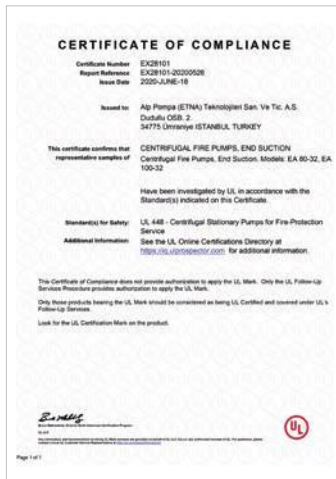 CERTIFICATE OF COMPLIANCE
Certificate Number EX28101
Report Reference EX28101-20200528
Issue Date 2020-JUNE-18
Issued to: Alp Pompa (ETNA) Teknolojileri San. Ve Tic. A.S.
Dudullu OSB. 2.
34775 Ümraniye ISTANBUL TURKEY
This certificate confirms that CENTRIFUGAL FIRE PUMPS, END SUCTION
representative samples of Centrifugal Fire Pumps, End Suction. Models: EA 80-32, EA
100-32
Have been investigated by UL in accordance with the
Standard(s) indicated on this Certificate.
Standard(s) for Safety: UL 448 - Centrifugal Stationary Pumps for Fire-Protection
Service
Additional Information: See the UL Online Certifications Directory at
https://iq.ulprospector.com for additional information.
This Certificate of Compliance does not provide authorization to apply the UL Mark. Only the UL Follow-Up
Services Procedure provides authorization to apply the UL Mark.
Only those products bearing the UL Mark should be considered as being UL Certified and covered under UL's
Follow-Up Services.
Look for the UL Certification Mark on the product.
UL
Page 1 of 1